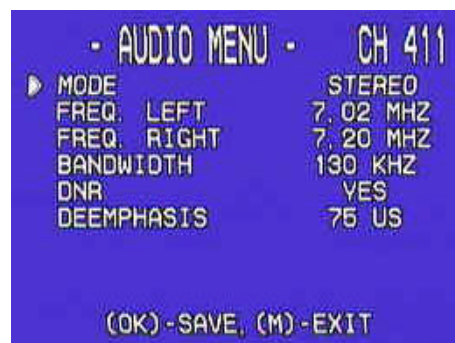 - AUDIO MENU - CH 411
MODE STEREO
FREQ. LEFT 7.02 MHZ
FREQ. RIGHT 7.20 MHZ
BANDWIDTH 130 KHZ
DNR YES
DEEMPHASIS 75 US
(OK)-SAVE, (M)-EXIT